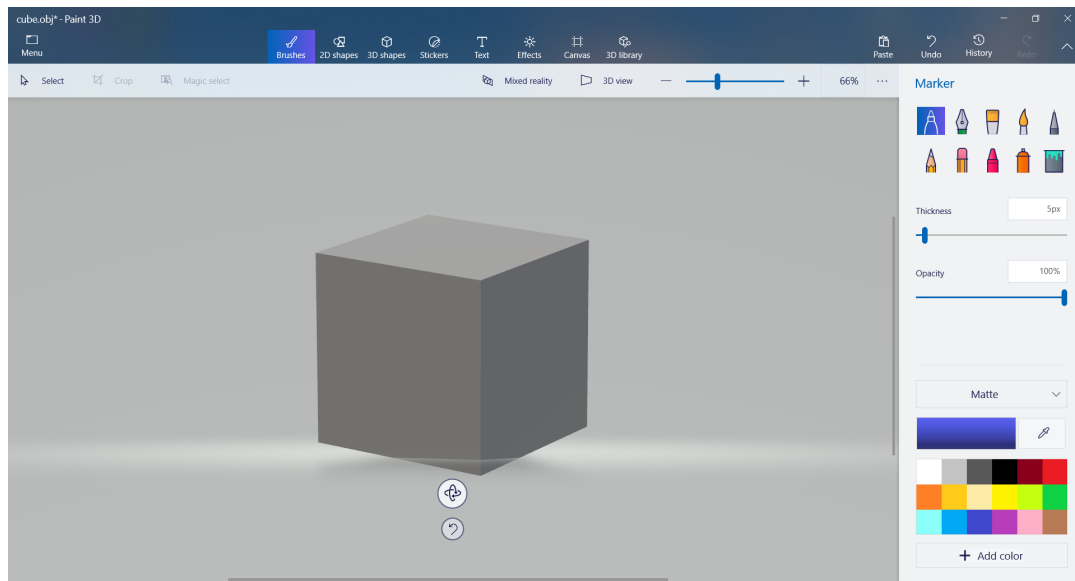 cube.obj* - Paint 3D
Menu
Brushes 2D shapes 3D shapes Stickers Text Effects Canvas 3D library
Paste Undo History Redo
Select Crop Magic select Mixed reality 3D view 66%
Marker
Thickness 5px
Opacity 100%
Matte
Add color